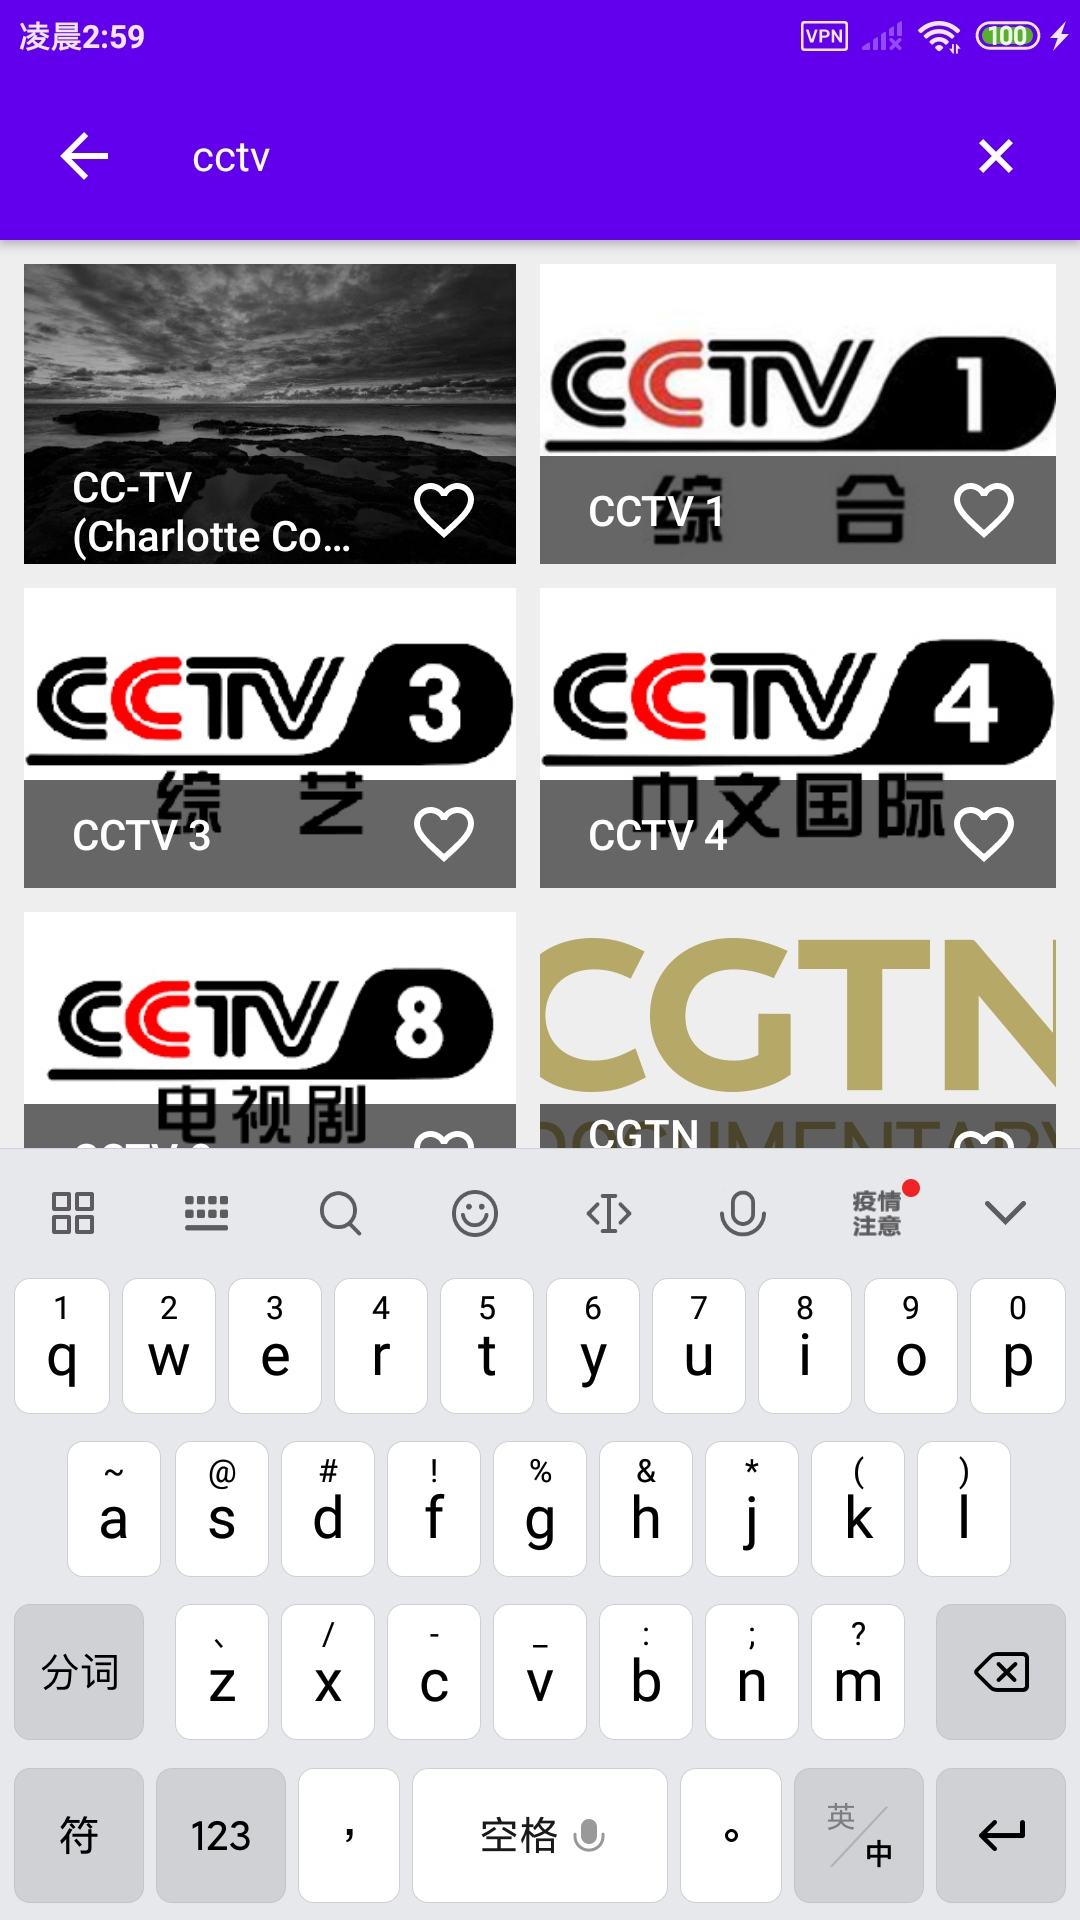 凌晨2:59
VPN
100
cctv
CC-TV
(Charlotte Co...
CCTV 1
综合
CCTV 1
CCTV 3
综艺
CCTV 3
CCTV 4
中文国际
CCTV 4
CCTV 8
电视剧
CGTN
DOCUMENTARY
CGTN
疫情
注意
1 2 3 4 5 6 7 8 9 0
q w e r t y u i o p
~ @ # ! % & * ( )
a s d f g h j k l
、 / - _ : ; ?
分词 z x c v b n m
符 123 , 空格 。 英/中